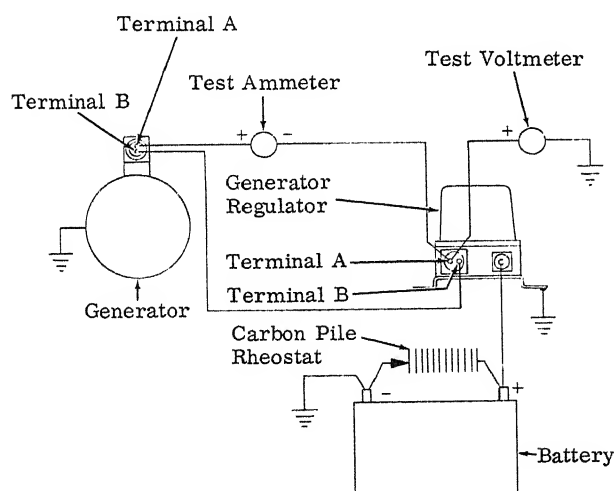 Terminal A
Terminal B
Test Ammeter
Test Voltmeter
+
-
+
Generator
Regulator
Terminal A
Terminal B
C
Generator
Carbon Pile
Rheostat
-
+
Battery